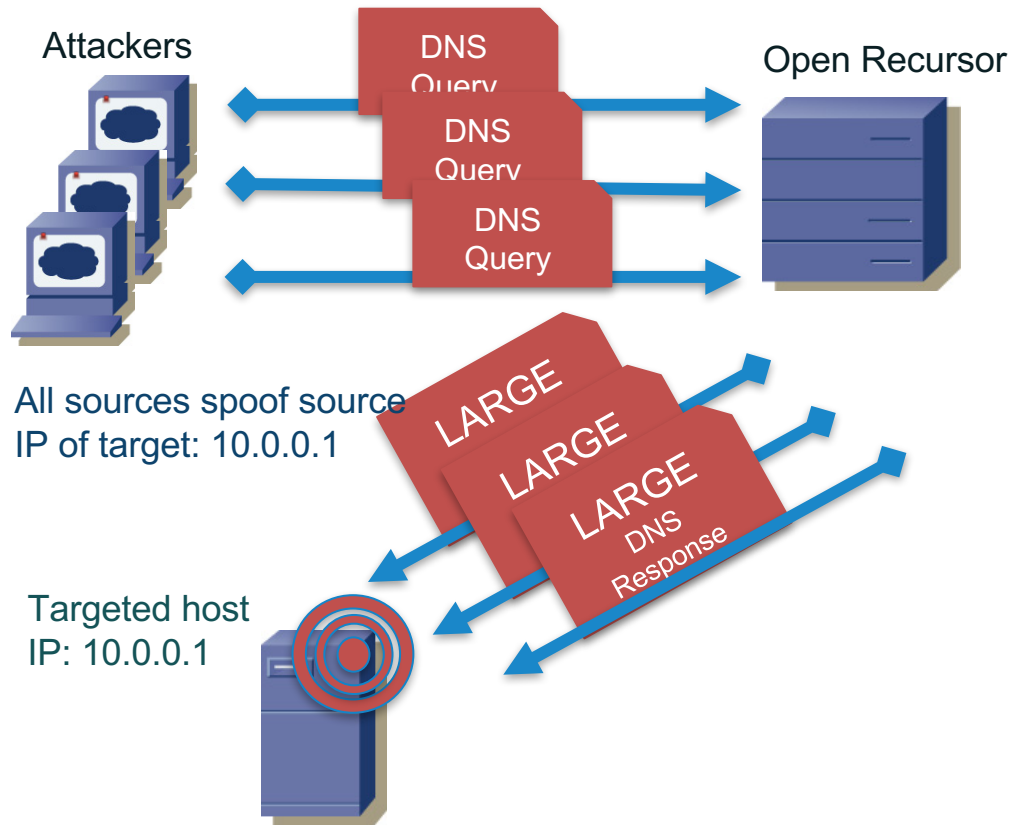 Attackers
Open Recursor
DNS
Query
DNS
Query
DNS
Query
All sources spoof source
IP of target: 10.0.0.1
LARGE
LARGE
LARGE
DNS
Response
Targeted host
IP: 10.0.0.1